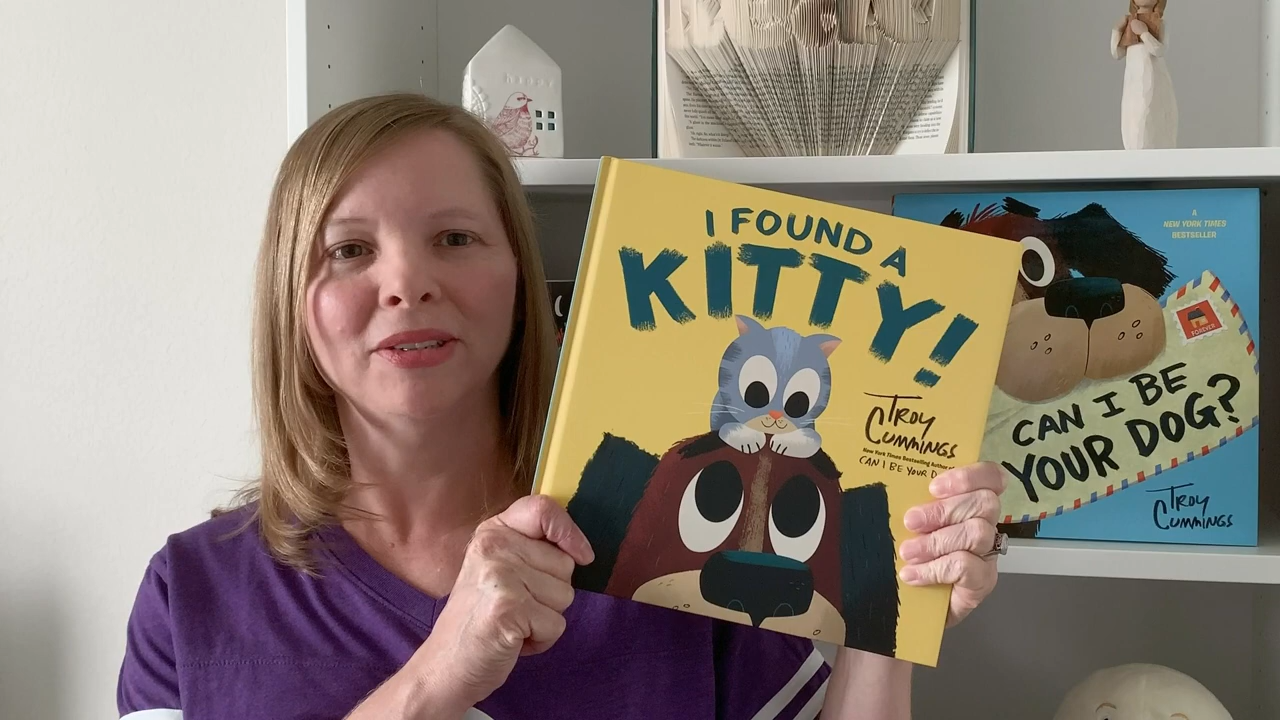 I FOUND A
KITTY!
TROY
CUMMINGS
New York Times Bestselling Author of
CAN I BE YOUR D
A
NEW YORK TIMES
BESTSELLER
FOREVER
CAN I BE
YOUR DOG?
TROY
CUMMINGS